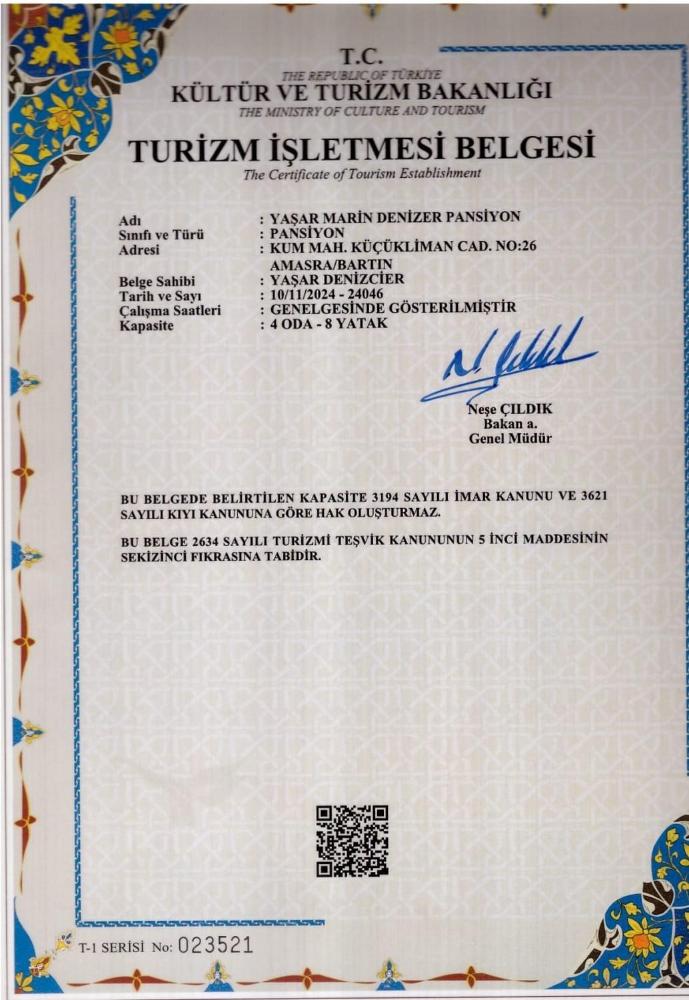 T.C.
THE REPUBLIC OF TÜRKİYE
KÜLTÜR VE TURİZM BAKANLIĞI
THE MINISTRY OF CULTURE AND TOURISM
TURİZM İŞLETMESİ BELGESİ
The Certificate of Tourism Establishment
Adı : YAŞAR MARİN DENİZER PANSİYON
Sınıfı ve Türü : PANSİYON
Adresi : KUM MAH. KÜÇÜKLİMAN CAD. NO:26
AMASRA/BARTIN
Belge Sahibi : YAŞAR DENİZCİER
Tarih ve Sayı : 10/11/2024 - 24046
Çalışma Saatleri : GENELGESİNDE GÖSTERİLMİŞTİR
Kapasite : 4 ODA - 8 YATAK
Neşe ÇILDIK
Bakan a.
Genel Müdür
BU BELGEDE BELİRTİLEN KAPASİTE 3194 SAYILI İMAR KANUNU VE 3621
SAYILI KIYI KANUNUNA GÖRE HAK OLUŞTURMAZ.
BU BELGE 2634 SAYILI TURİZMİ TEŞVİK KANUNUNUN 5 İNCİ MADDESİNİN
SEKİZİNCİ FIKRASINA TABİDİR.
T-1 SERİSİ No: 023521